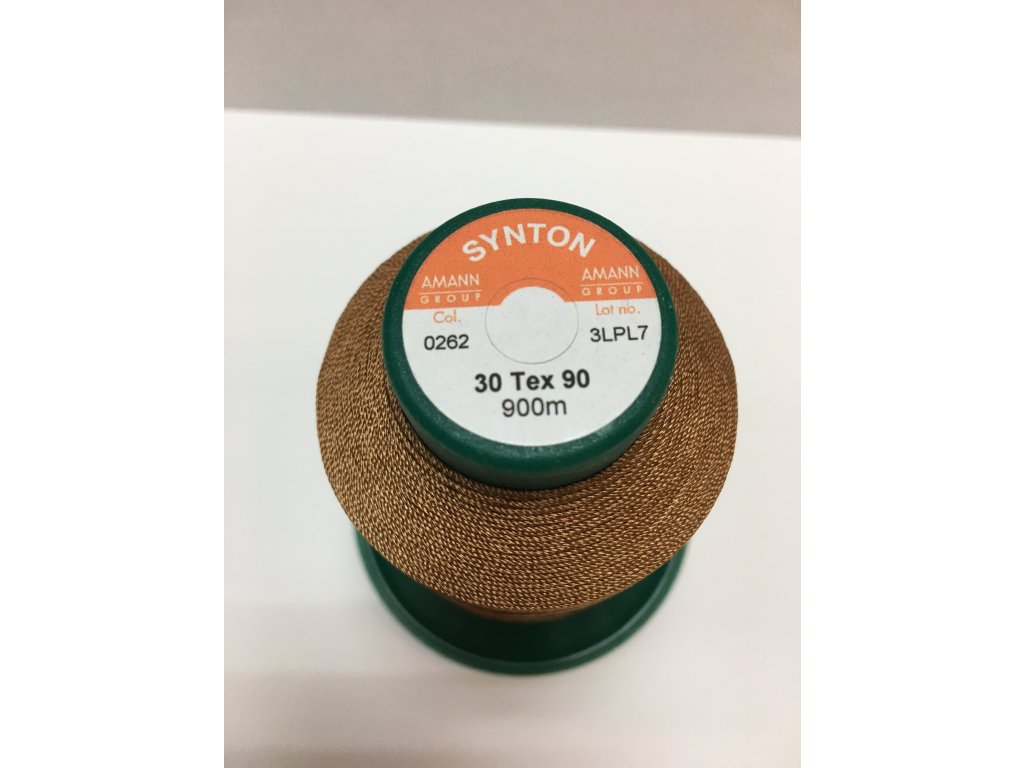 SYNTON
AMANN GROUP
AMANN GROUP
Col. 0262
Lot no. 3LPL7
30 Tex 90
900m